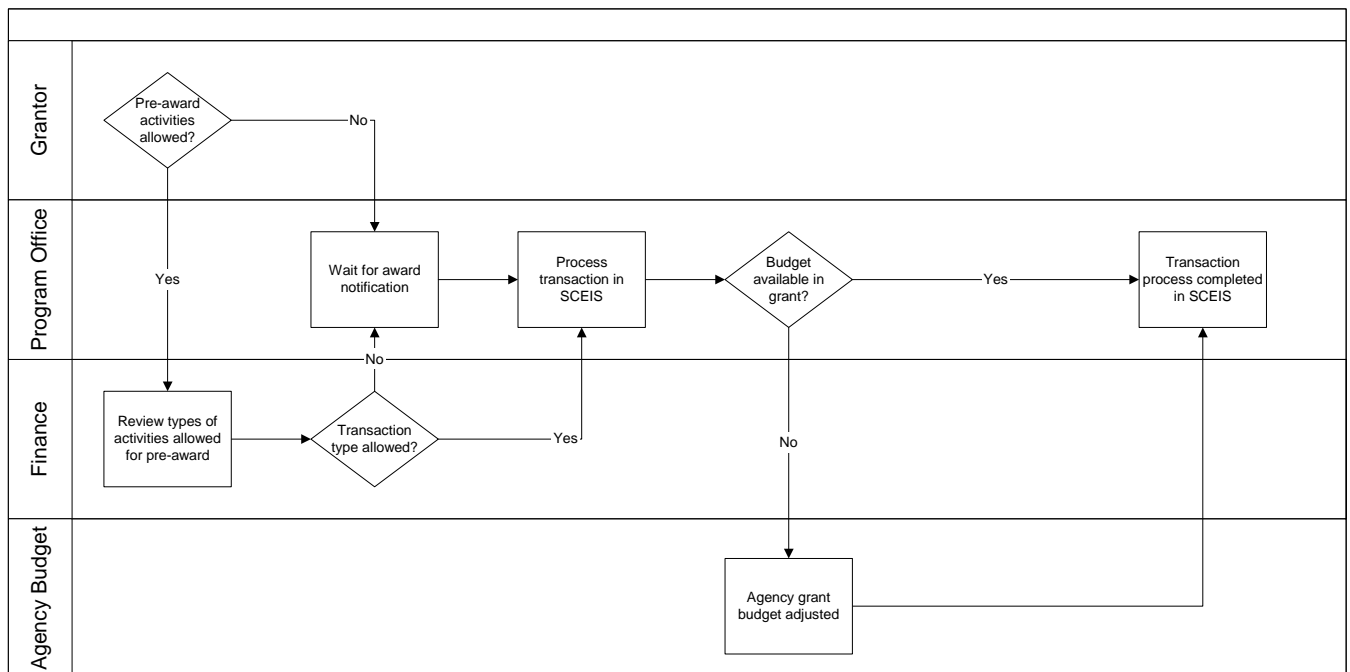 Grantor
Pre-award
activities
allowed?
No
Program Office
Yes
Wait for award
notification
Process
transaction in
SCEIS
Budget
available in
grant?
Yes
Transaction
process completed
in SCEIS
No
Finance
Review types of
activities allowed
for pre-award
Transaction
type allowed?
Yes
No
Agency Budget
Agency grant
budget adjusted